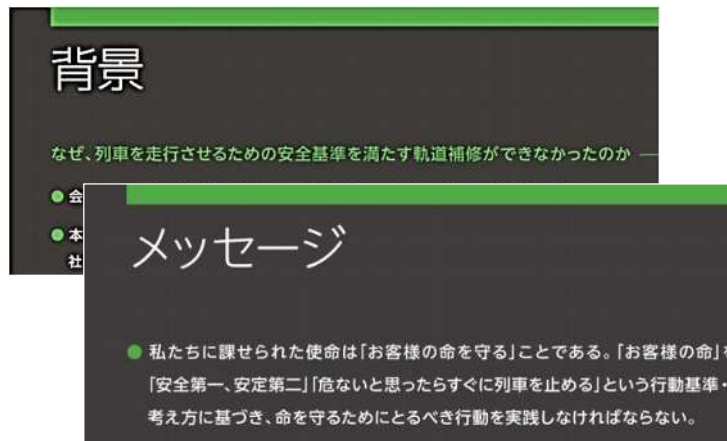 背景
なぜ、列車を走行させるための安全基準を満たす軌道補修ができなかったのか
会
本
社
メッセージ
私たちに課せられた使命は「お客様の命を守る」ことである。「お客様の命」
「安全第一、安定第二」「危ないと思ったらすぐに列車を止める」という行動基準・
考え方に基づき、命を守るためにとるべき行動を実践しなければならない。